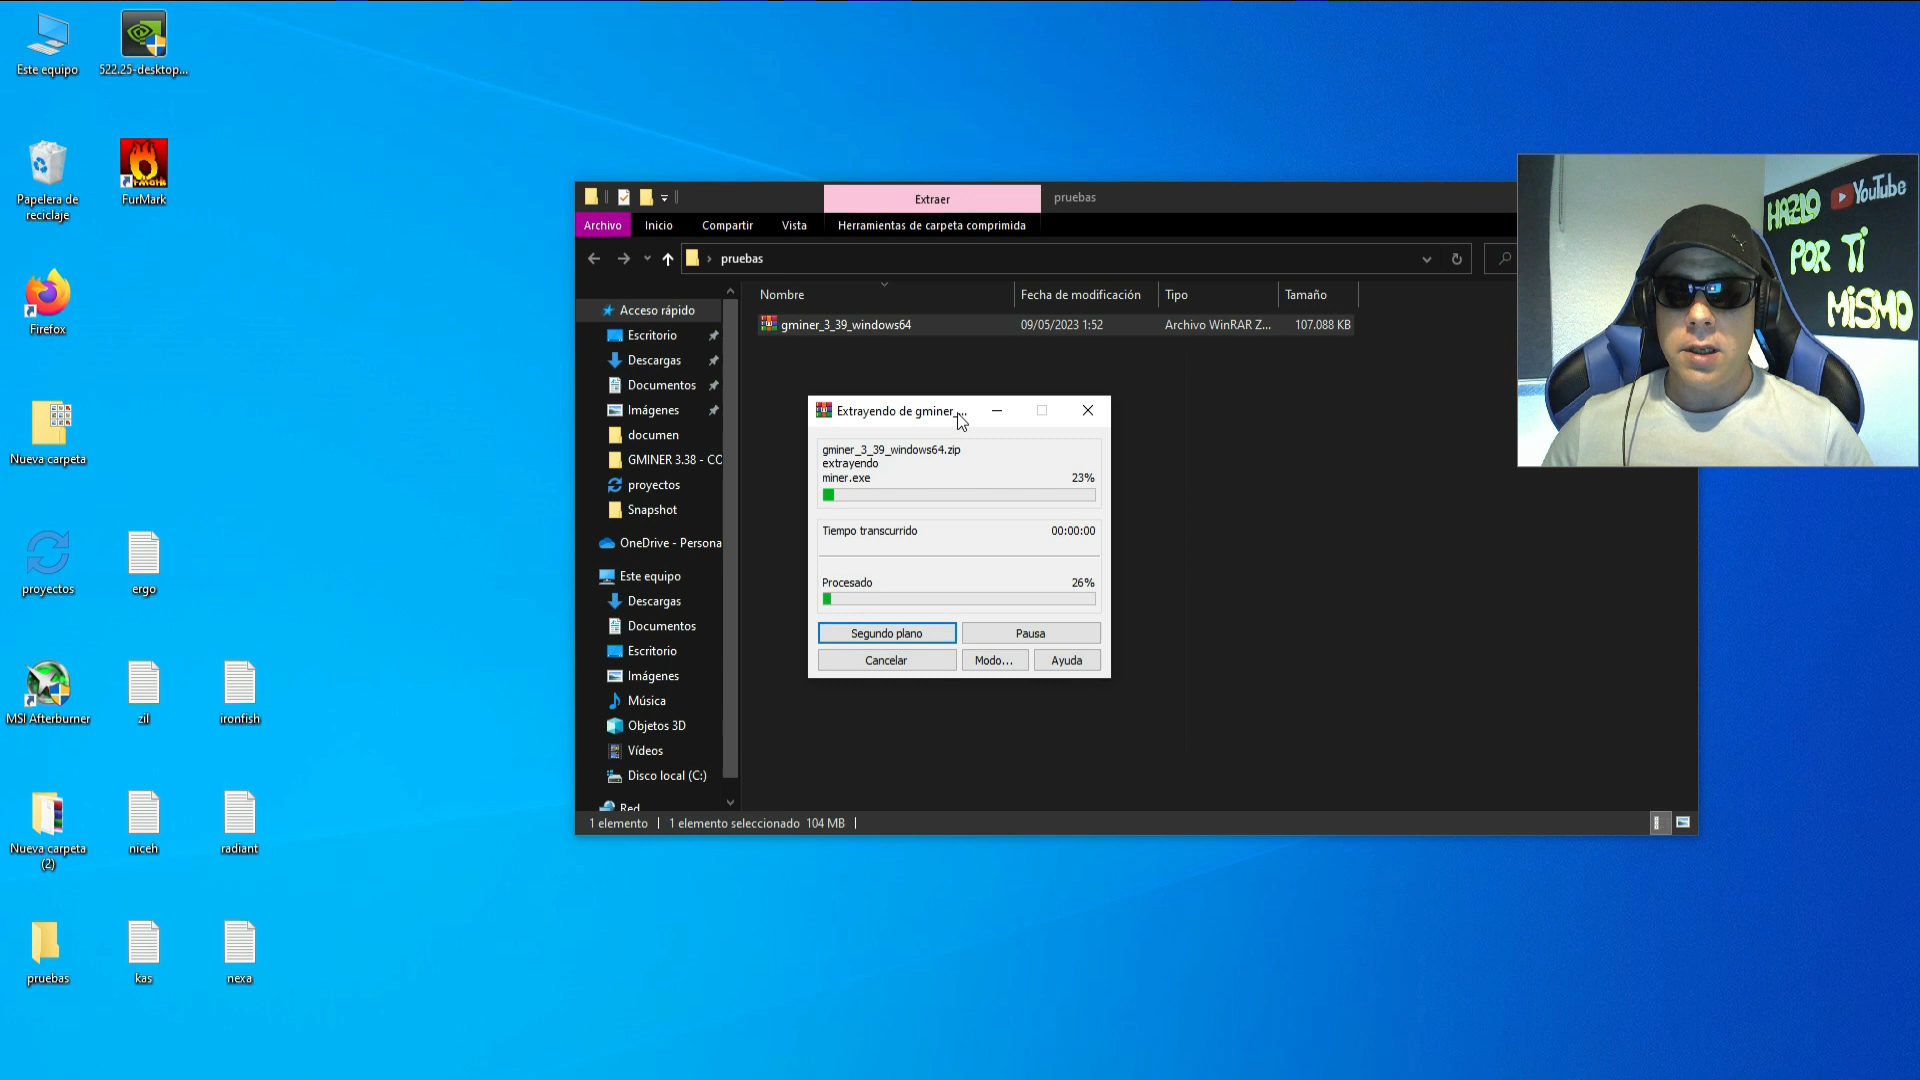 Este equipo
522.25-desktop...
Papelera de
reciclaje
FurMark
Firefox
Nueva carpeta
proyectos
ergo
MSI Afterburner
zil
ironfish
Nueva carpeta
(2)
niceh
radiant
pruebas
kas
nexa
Extraer
pruebas
Archivo
Inicio
Compartir
Vista
Herramientas de carpeta comprimida
pruebas
Nombre
Fecha de modificación
Tipo
Tamaño
gminer_3_39_windows64
09/05/2023 1:52
Archivo WinRAR Z...
107.088 KB
Acceso rápido
Escritorio
Descargas
Documentos
Imágenes
documen
GMINER 3.38 - CO
proyectos
Snapshot
OneDrive - Persona
Este equipo
Descargas
Documentos
Escritorio
Imágenes
Música
Objetos 3D
Vídeos
Disco local (C:)
Red
1 elemento
1 elemento seleccionado 104 MB
Extrayendo de gminer_...
gminer_3_39_windows64.zip
extrayendo
miner.exe
23%
Tiempo transcurrido
00:00:00
Procesado
26%
Segundo plano
Pausa
Cancelar
Modo...
Ayuda
HAZLO
YouTube
POR TI
MISMO